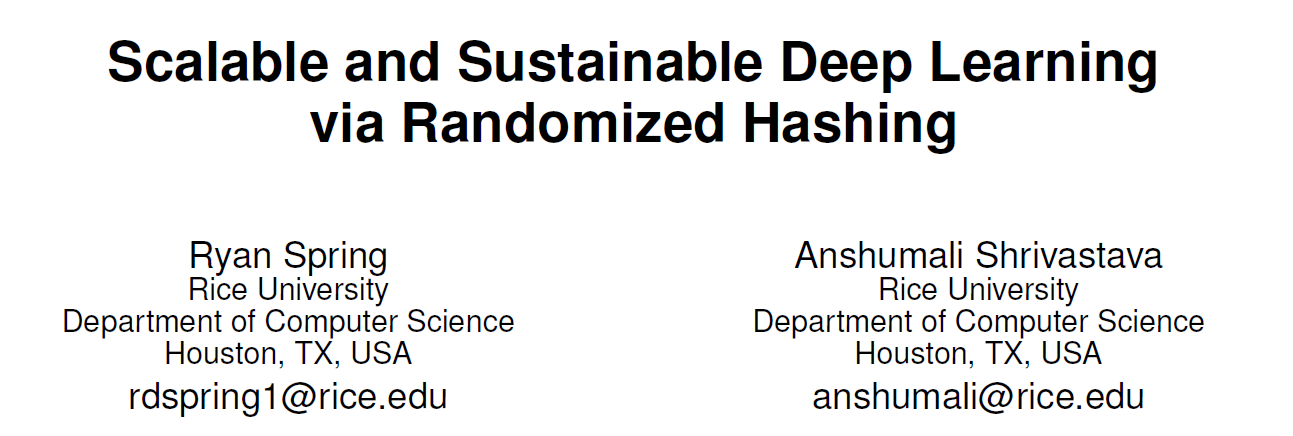 Scalable and Sustainable Deep Learning
via Randomized Hashing
Ryan Spring
Rice University
Department of Computer Science
Houston, TX, USA
rdspring1@rice.edu
Anshumali Shrivastava
Rice University
Department of Computer Science
Houston, TX, USA
anshumali@rice.edu